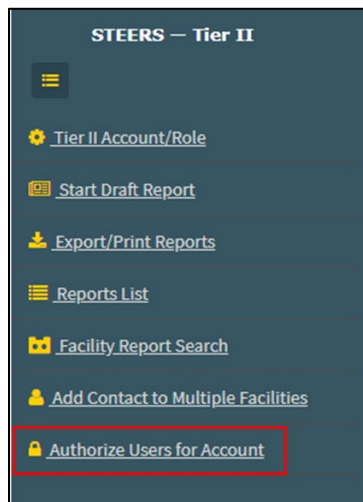 STEERS — Tier II
Tier II Account/Role
Start Draft Report
Export/Print Reports
Reports List
Facility Report Search
Add Contact to Multiple Facilities
Authorize Users for Account